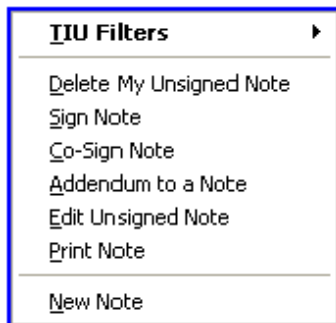 TIU Filters
Delete My Unsigned Note
Sign Note
Co-Sign Note
Addendum to a Note
Edit Unsigned Note
Print Note
New Note